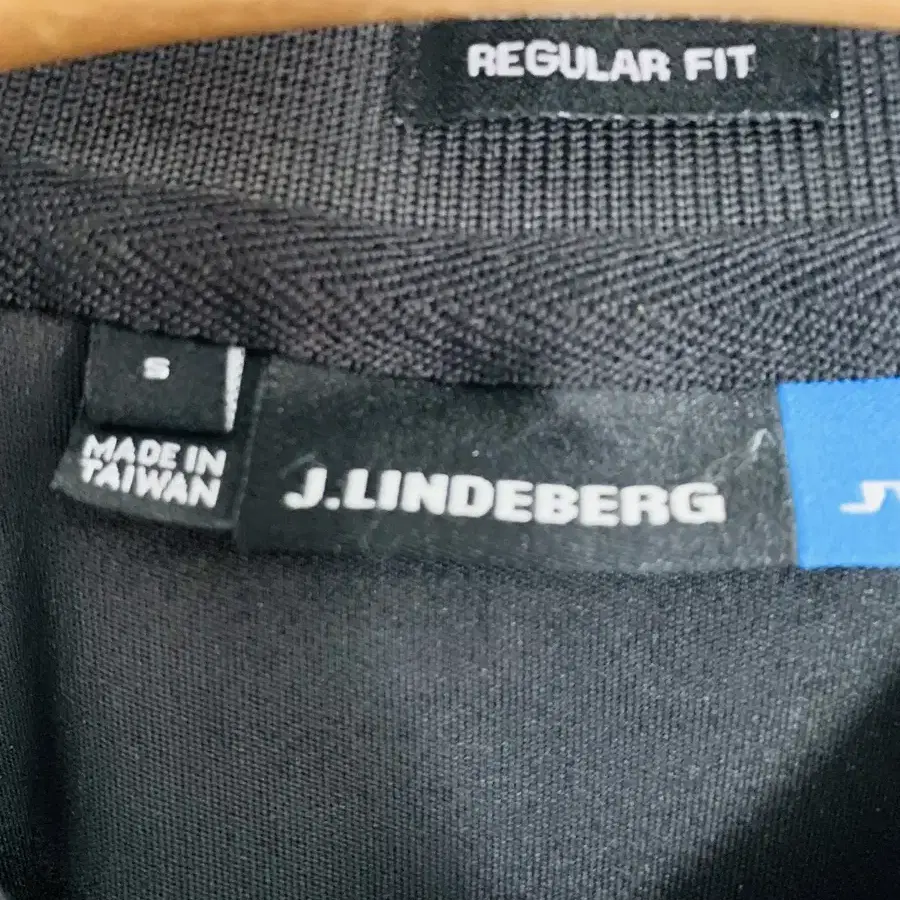 REGULAR FIT
S
MADE IN
TAIWAN
J.LINDEBERG